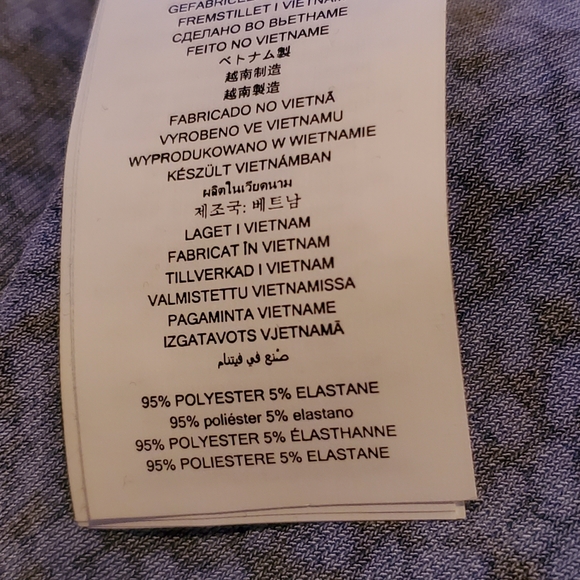 FREMSTILLET I
СДЕЛАНО ВО ВЬЕТНАМЕ
FEITO NO VIETNAME
ベトナム製
越南制造
越南製造
FABRICADO NO VIETNÃ
VYROBENO VE VIETNAMU
WYPRODUKOWANO W WIETNAMIE
KÉSZÜLT VIETNÁMBAN
ผลิตในเวียดนาม
제조국: 베트남
LAGET I VIETNAM
FABRICAT ÎN VIETNAM
TILLVERKAD I VIETNAM
VALMISTETTU VIETNAMISSA
PAGAMINTA VIETNAME
IZGATAVOTS VJETNAMĀ
صُنع في فيتنام
95% POLYESTER 5% ELASTANE
95% poliéster 5% elastano
95% POLYESTER 5% ÉLASTHANNE
95% POLIESTERE 5% ELASTANE